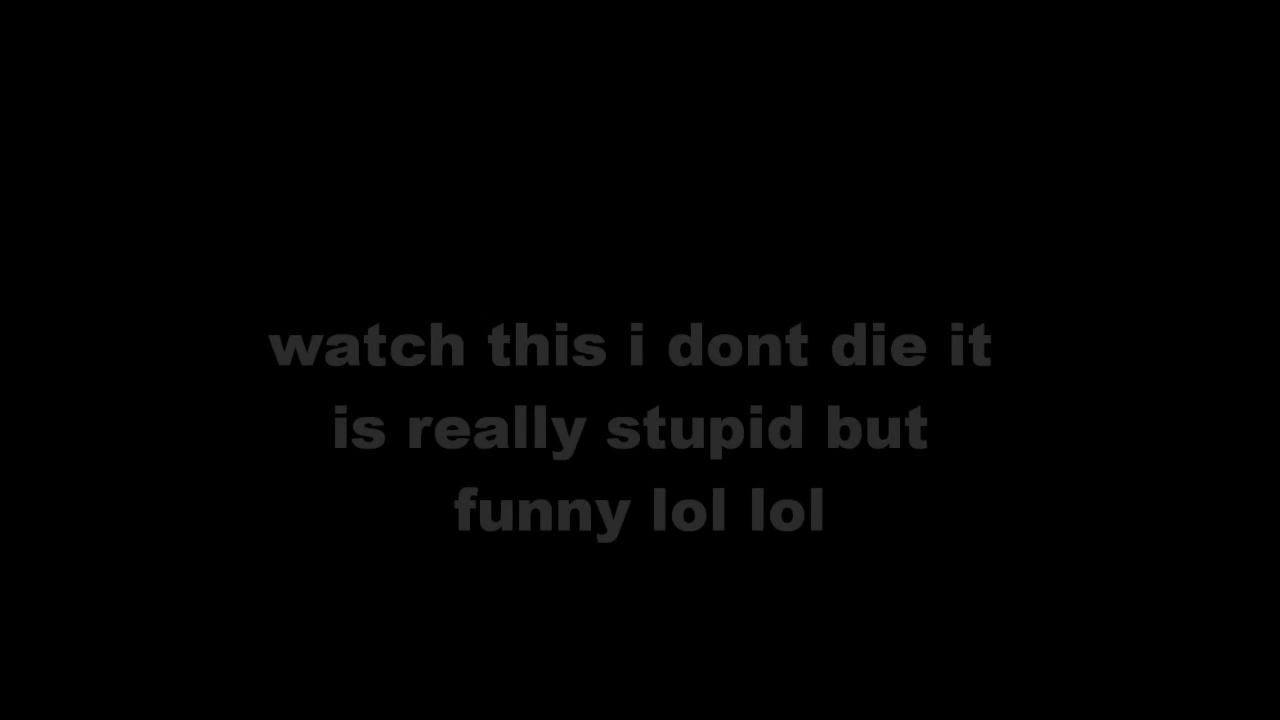 watch this i dont die it
is really stupid but
funny lol lol